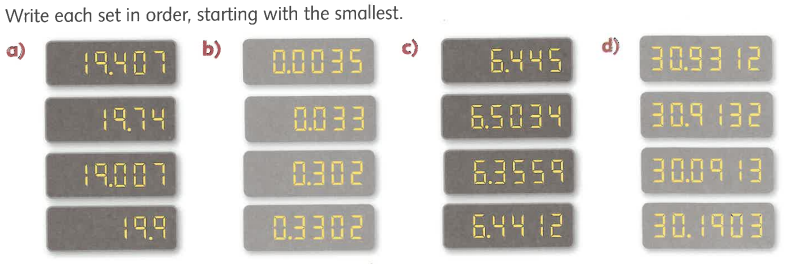 Write each set in order, starting with the smallest.
a) 19.407 b) 0.0035 c) 6.445 d) 30.9312
19.74 0.033 6.5034 30.9132
19.007 0.302 6.3559 30.0913
19.9 0.3302 6.4412 30.1903